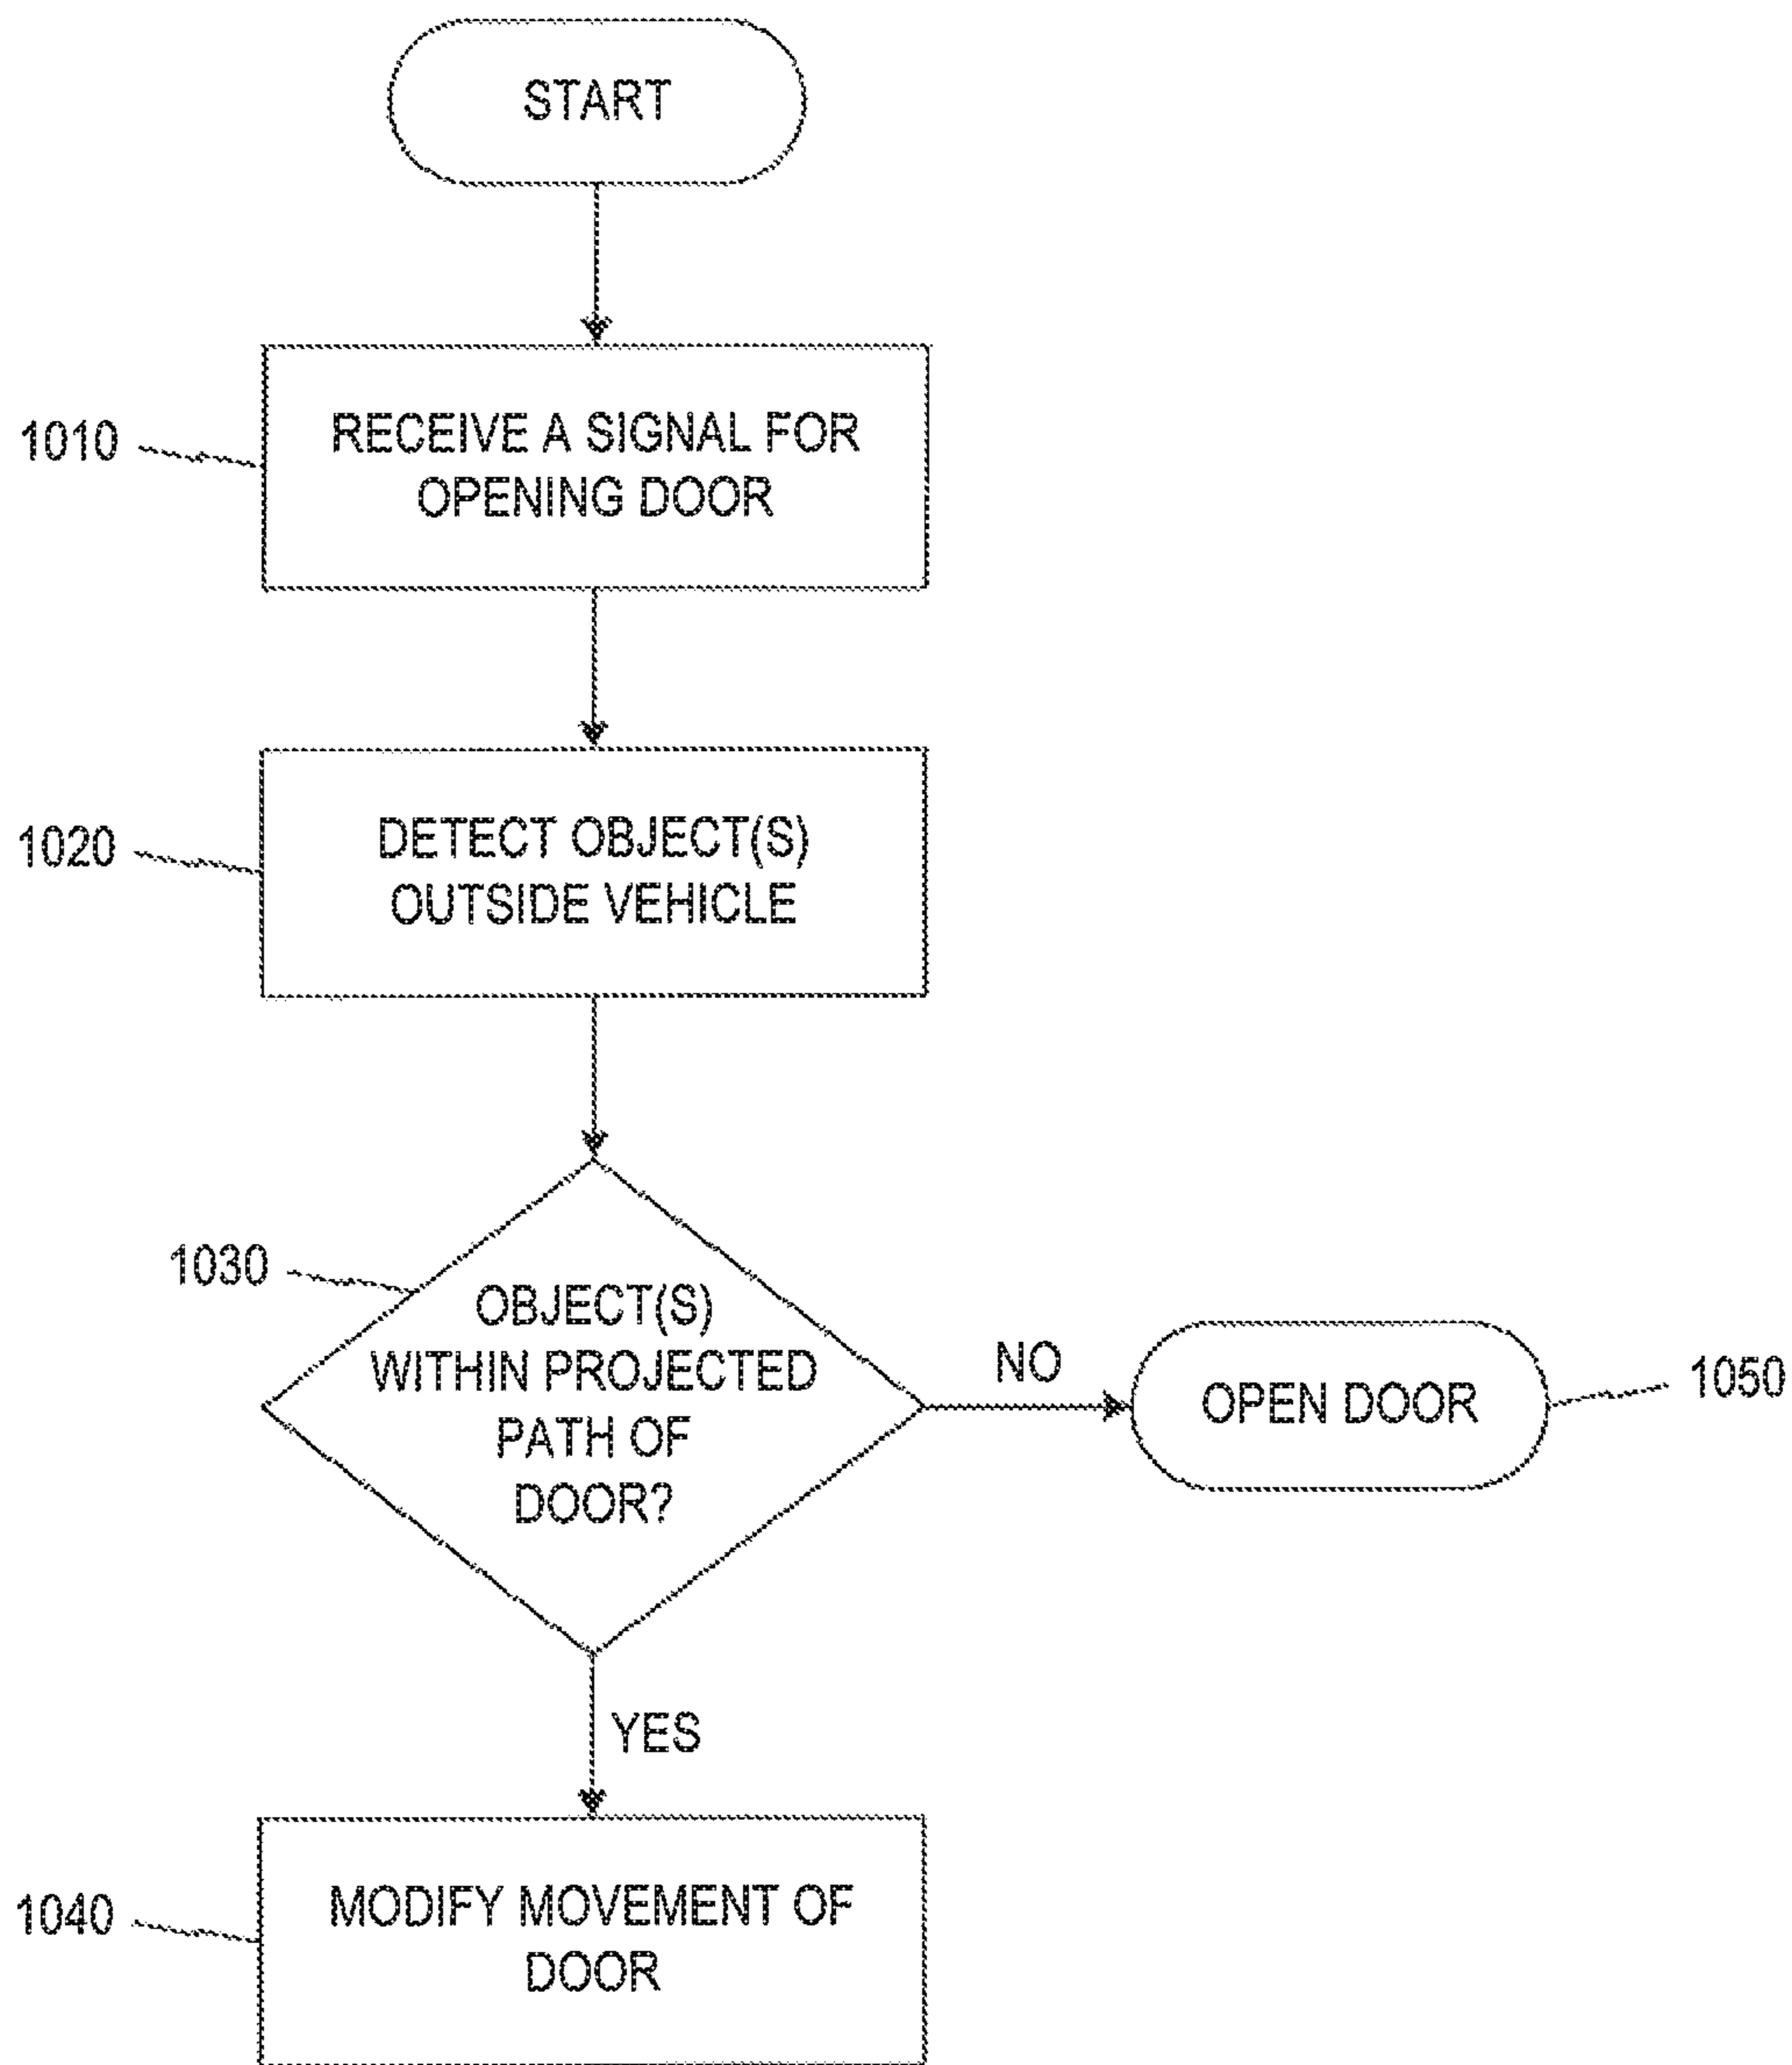 START
1010
RECEIVE A SIGNAL FOR
OPENING DOOR
1020
DETECT OBJECT(S)
OUTSIDE VEHICLE
1030
OBJECT(S)
WITHIN PROJECTED
PATH OF
DOOR?
NO
OPEN DOOR
1050
YES
1040
MODIFY MOVEMENT OF
DOOR